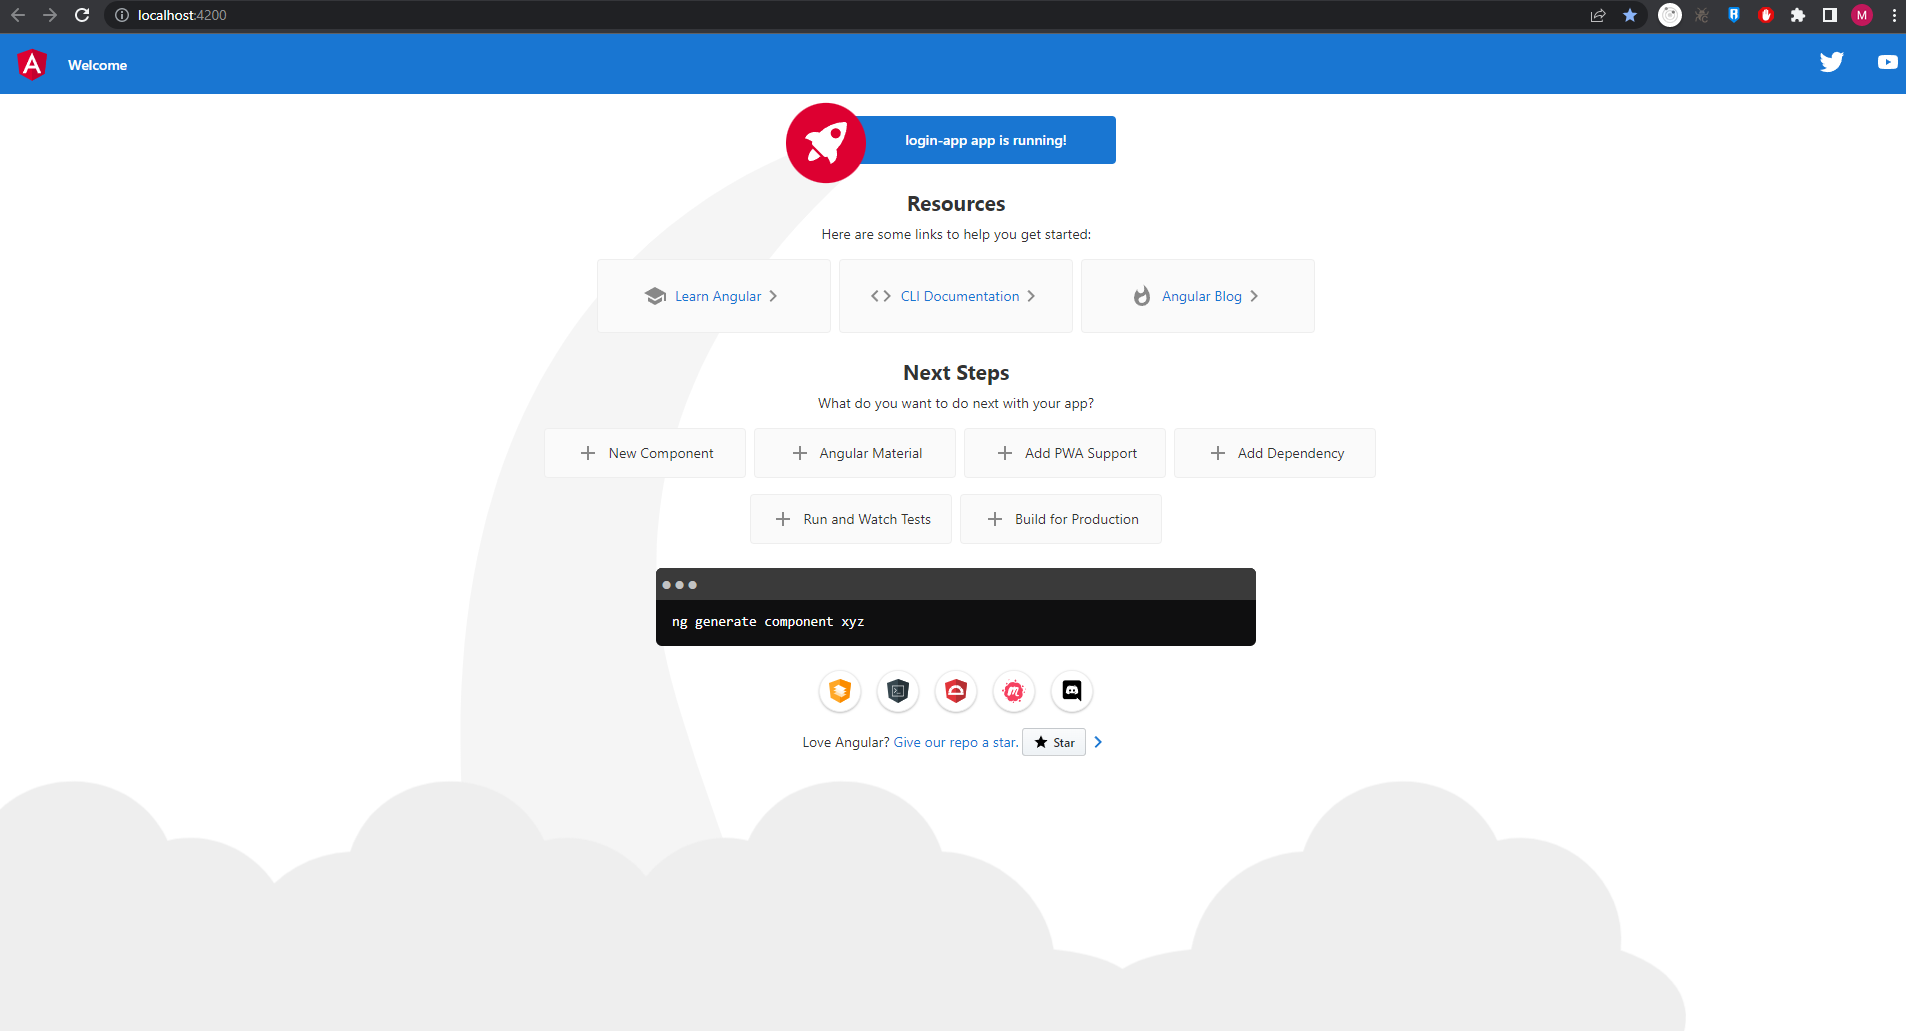 localhost:4200
M
Welcome
login-app app is running!
Resources
Here are some links to help you get started:
Learn Angular
CLI Documentation
Angular Blog
Next Steps
What do you want to do next with your app?
New Component
Angular Material
Add PWA Support
Add Dependency
Run and Watch Tests
Build for Production
ng generate component xyz
Love Angular? Give our repo a star. Star